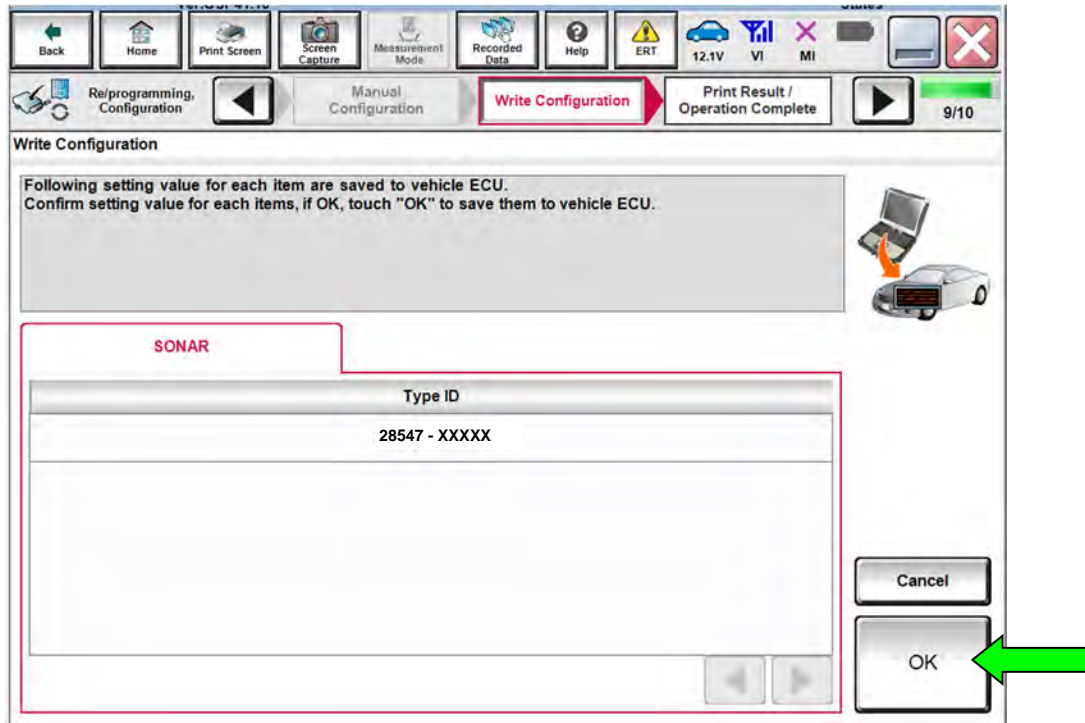 Back
Home
Print Screen
Screen
Capture
Measurement
Mode
Recorded
Data
Help
ERT
12.1V
VI
MI
Re/programming,
Configuration
Manual
Configuration
Write Configuration
Print Result /
Operation Complete
9/10
Write Configuration
Following setting value for each item are saved to vehicle ECU.
Confirm setting value for each items, if OK, touch "OK" to save them to vehicle ECU.
SONAR
Type ID
28547 - XXXXX
Cancel
OK